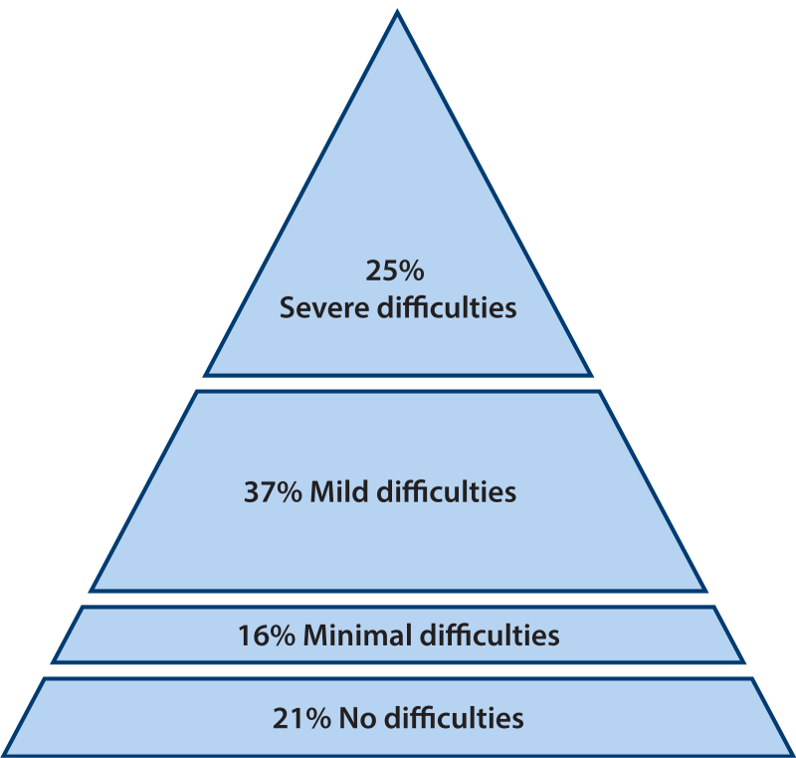 25%
Severe difficulties
37% Mild difficulties
16% Minimal difficulties
21% No difficulties